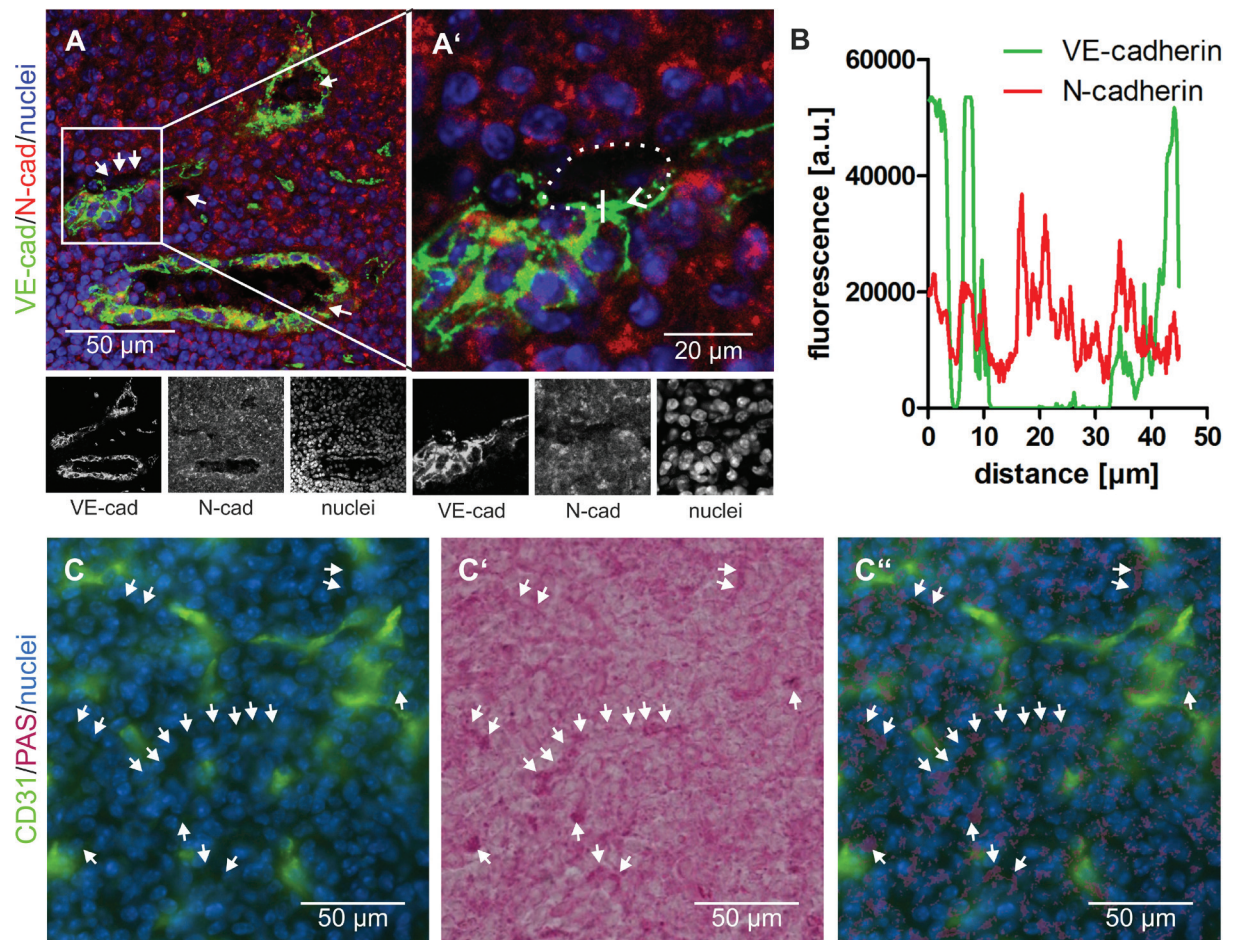 A
A'
B
VE-cad/N-cad/nuclei
50 µm
20 µm
VE-cad
N-cad
nuclei
VE-cad
N-cad
nuclei
VE-cadherin
N-cadherin
fluorescence [a.u.]
60000
40000
20000
0
0
10
20
30
40
50
distance [µm]
CD31/PAS/nuclei
C
C‘
C“
50 µm
50 µm
50 µm